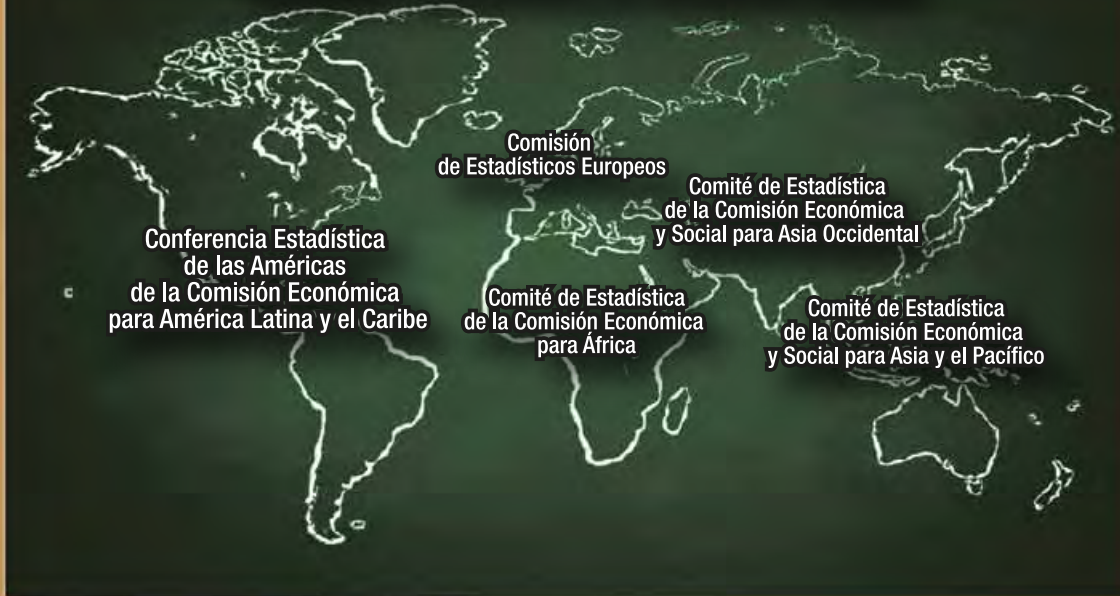 Comisión
de Estadísticos Europeos
Comité de Estadística
de la Comisión Económica
y Social para Asia Occidental
Conferencia Estadística
de las Américas
de la Comisión Económica
para América Latina y el Caribe
Comité de Estadística
de la Comisión Económica
para África
Comité de Estadística
de la Comisión Económica
y Social para Asia y el Pacífico